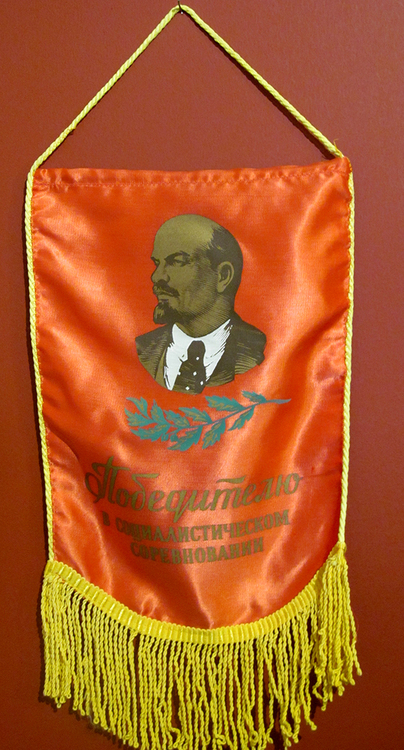 Победителю
в социалистическом
соревновании